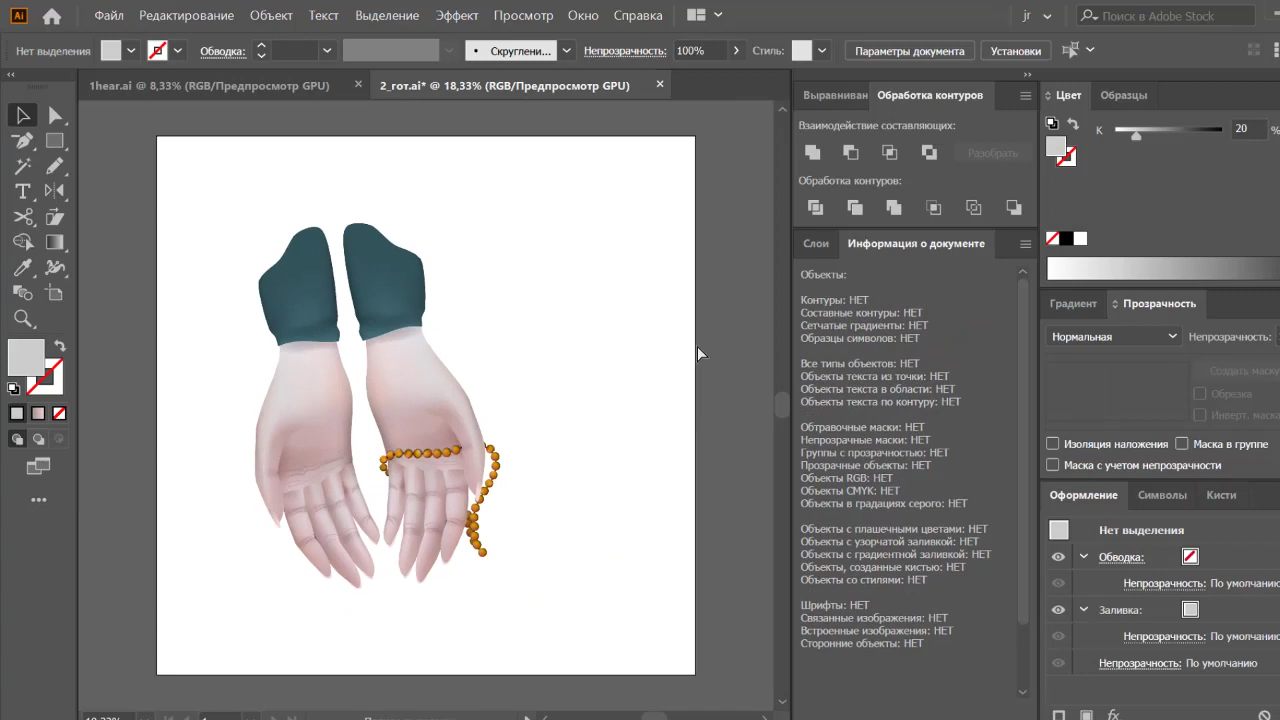 Ai Файл Редактирование Объект Текст Выделение Эффект Просмотр Окно Справка jr Поиск в Adobe Stock
Нет выделения Обводка: Скруглени... Непрозрачность: 100% Стиль: Параметры документа Установки
1hear.ai @ 8,33% (RGB/Предпросмотр GPU) 2_гот.ai* @ 18,33% (RGB/Предпросмотр GPU)
Выравниван Обработка контуров
Взаимодействие составляющих:
Разобрать
Обработка контуров:
Слои Информация о документе
Объекты:
Контуры: НЕТ
Составные контуры: НЕТ
Сетчатые градиенты: НЕТ
Образцы символов: НЕТ
Все типы объектов: НЕТ
Объекты текста из точки: НЕТ
Объекты текста в области: НЕТ
Объекты текста по контуру: НЕТ
Обтравочные маски: НЕТ
Непрозрачные маски: НЕТ
Группы с прозрачностью: НЕТ
Прозрачные объекты: НЕТ
Объекты RGB: НЕТ
Объекты CMYK: НЕТ
Объекты в градациях серого: НЕТ
Объекты с плашечными цветами: НЕТ
Объекты с узорчатой заливкой: НЕТ
Объекты с градиентной заливкой: НЕТ
Объекты, созданные кистью: НЕТ
Объекты со стилями: НЕТ
Шрифты: НЕТ
Связанные изображения: НЕТ
Встроенные изображения: НЕТ
Сторонние объекты: НЕТ
Цвет Образцы
K 20 %
Градиент Прозрачность
Нормальная Непрозрачность:
Создать маску
Обрезка
Инверт. маска
Изоляция наложения Маска в группе
Маска с учетом непрозрачности
Оформление Символы Кисти
Нет выделения
Обводка:
Непрозрачность: По умолчанию
Заливка:
Непрозрачность: По умолчанию
Непрозрачность: По умолчанию
fx